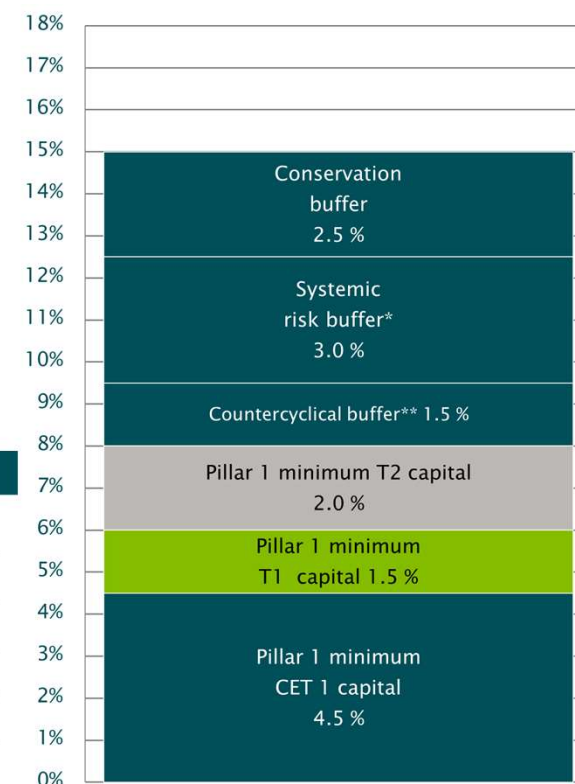 18%
17%
16%
15%
14%
13%
12%
11%
10%
9%
8%
7%
6%
5%
4%
3%
2%
1%
0%
Conservation
buffer
2.5 %
Systemic
risk buffer*
3.0 %
Countercyclical buffer** 1.5 %
Pillar 1 minimum T2 capital
2.0 %
Pillar 1 minimum
T1 capital 1.5 %
Pillar 1 minimum
CET 1 capital
4.5 %